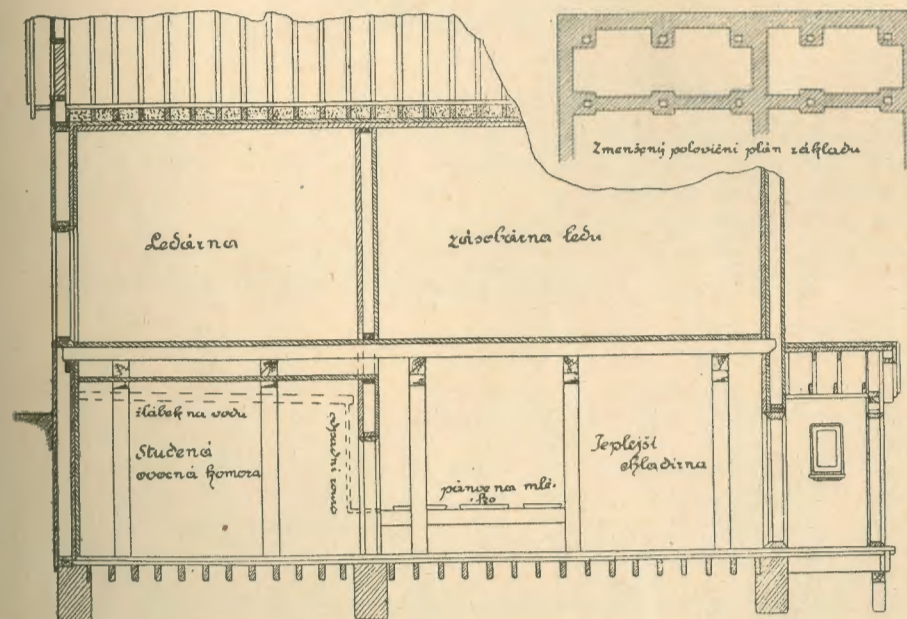 Zmenšený poloviční plán základu
Ledárna
zásobárna ledu
žlábek na vodu
Studená
ovocná komora
pánve na mlé-
ko
Teplejší
chladírna